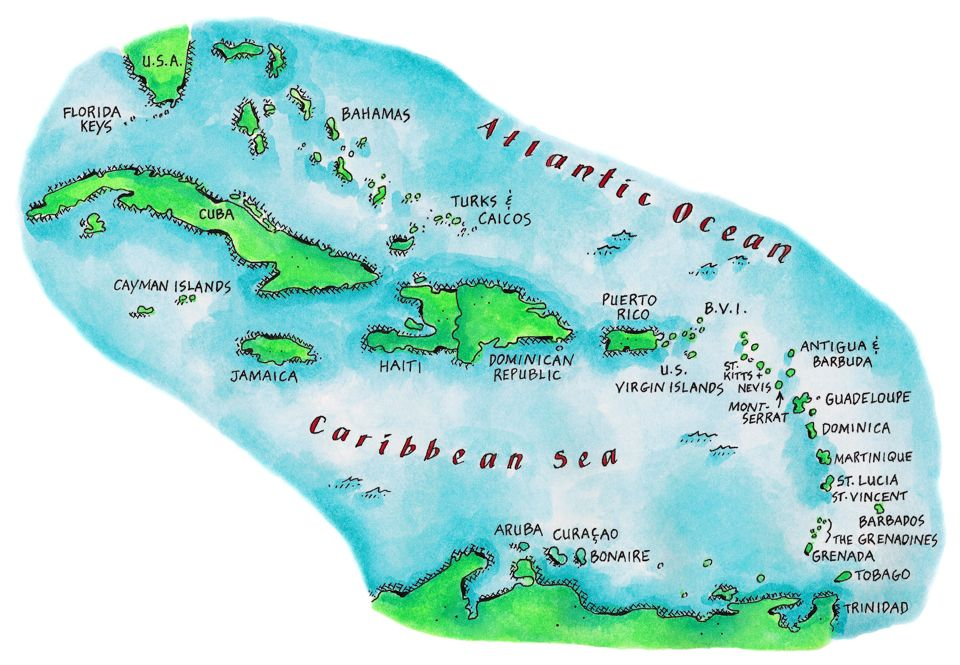 U.S.A.
FLORIDA
KEYS
BAHAMAS
Atlantic Ocean
TURKS &
CAICOS
CUBA
CAYMAN ISLANDS
JAMAICA
HAITI
DOMINICAN
REPUBLIC
PUERTO
RICO
B.V.I.
U.S.
VIRGIN ISLANDS
ST.
KITTS +
NEVIS
MONT-
SERRAT
ANTIGUA &
BARBUDA
GUADELOUPE
DOMINICA
MARTINIQUE
ST. LUCIA
ST. VINCENT
BARBADOS
THE GRENADINES
GRENADA
TOBAGO
TRINIDAD
Caribbean Sea
ARUBA
CURAÇAO
BONAIRE